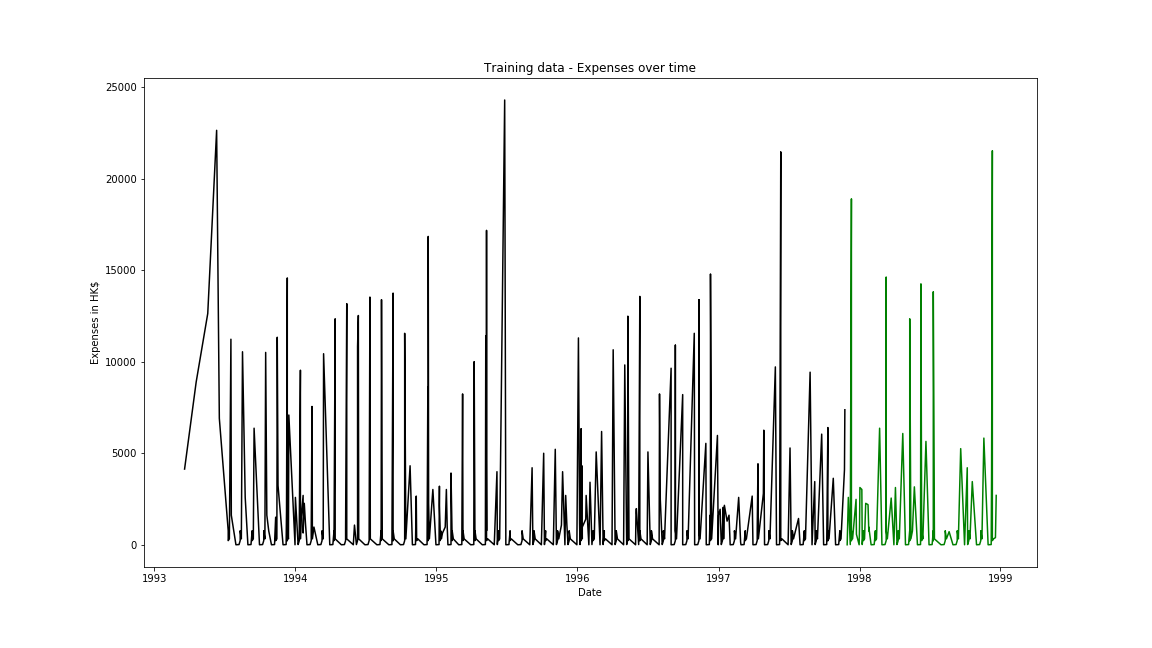 Training data - Expenses over time
25000
20000
15000
10000
5000
0
Expenses in HK$
1993 1994 1995 1996 1997 1998 1999
Date